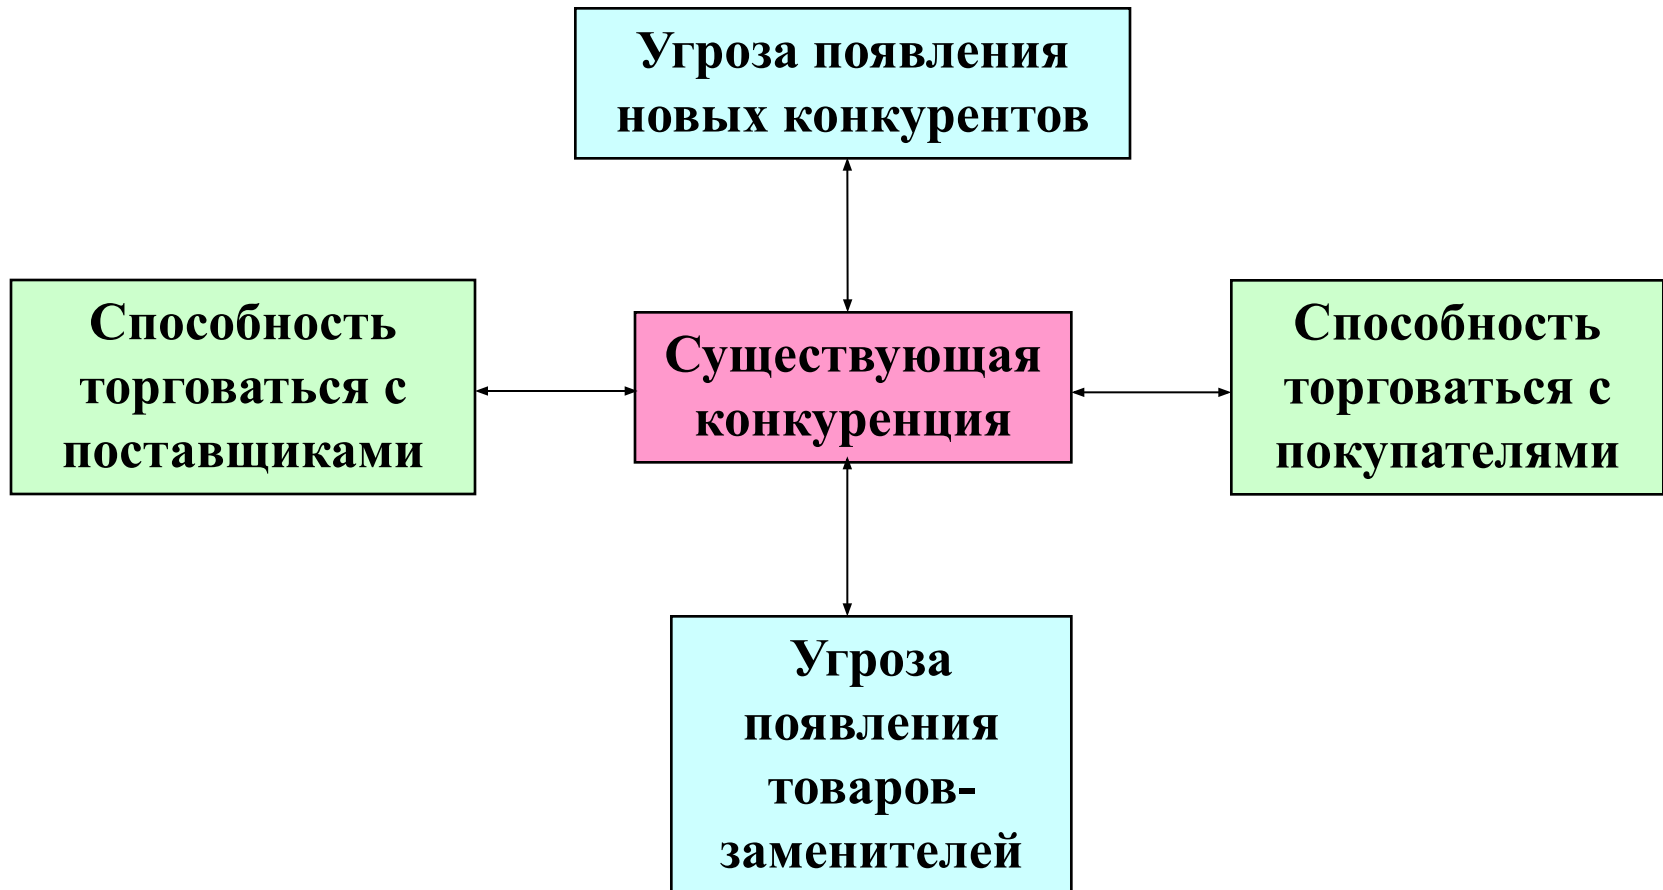 Угроза появления
новых конкурентов
Способность
торговаться с
поставщиками
Существующая
конкуренция
Способность
торговаться с
покупателями
Угроза
появления
товаров-
заменителей